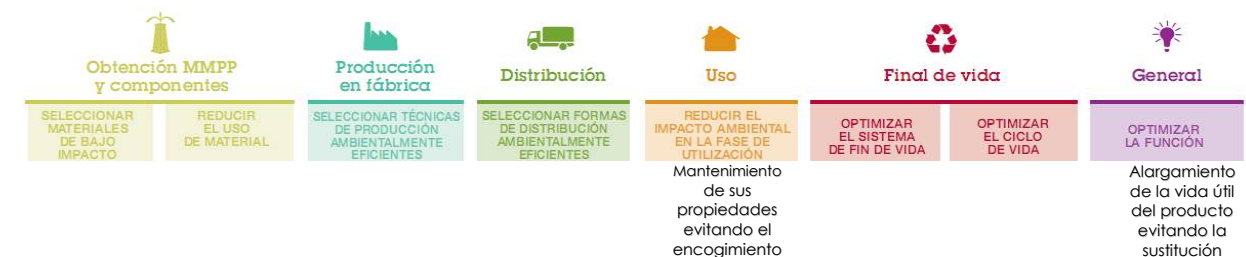 Obtención MMPP
y componentes
Producción
en fábrica
Distribución
Uso
Final de vida
General
SELECCIONAR
MATERIALES
DE BAJO
IMPACTO
REDUCIR
EL USO
DE MATERIAL
SELECCIONAR TÉCNICAS
DE PRODUCCIÓN
AMBIENTALMENTE
EFICIENTES
SELECCIONAR FORMAS
DE DISTRIBUCIÓN
AMBIENTALMENTE
EFICIENTES
REDUCIR EL
IMPACTO AMBIENTAL
EN LA FASE DE
UTILIZACIÓN
OPTIMIZAR
EL SISTEMA
DE FIN DE VIDA
OPTIMIZAR
EL CICLO
DE VIDA
OPTIMIZAR
LA FUNCIÓN
Mantenimiento
de sus
propiedades
evitando el
encogimiento
Alargamiento
de la vida útil
del producto
evitando la
sustitución